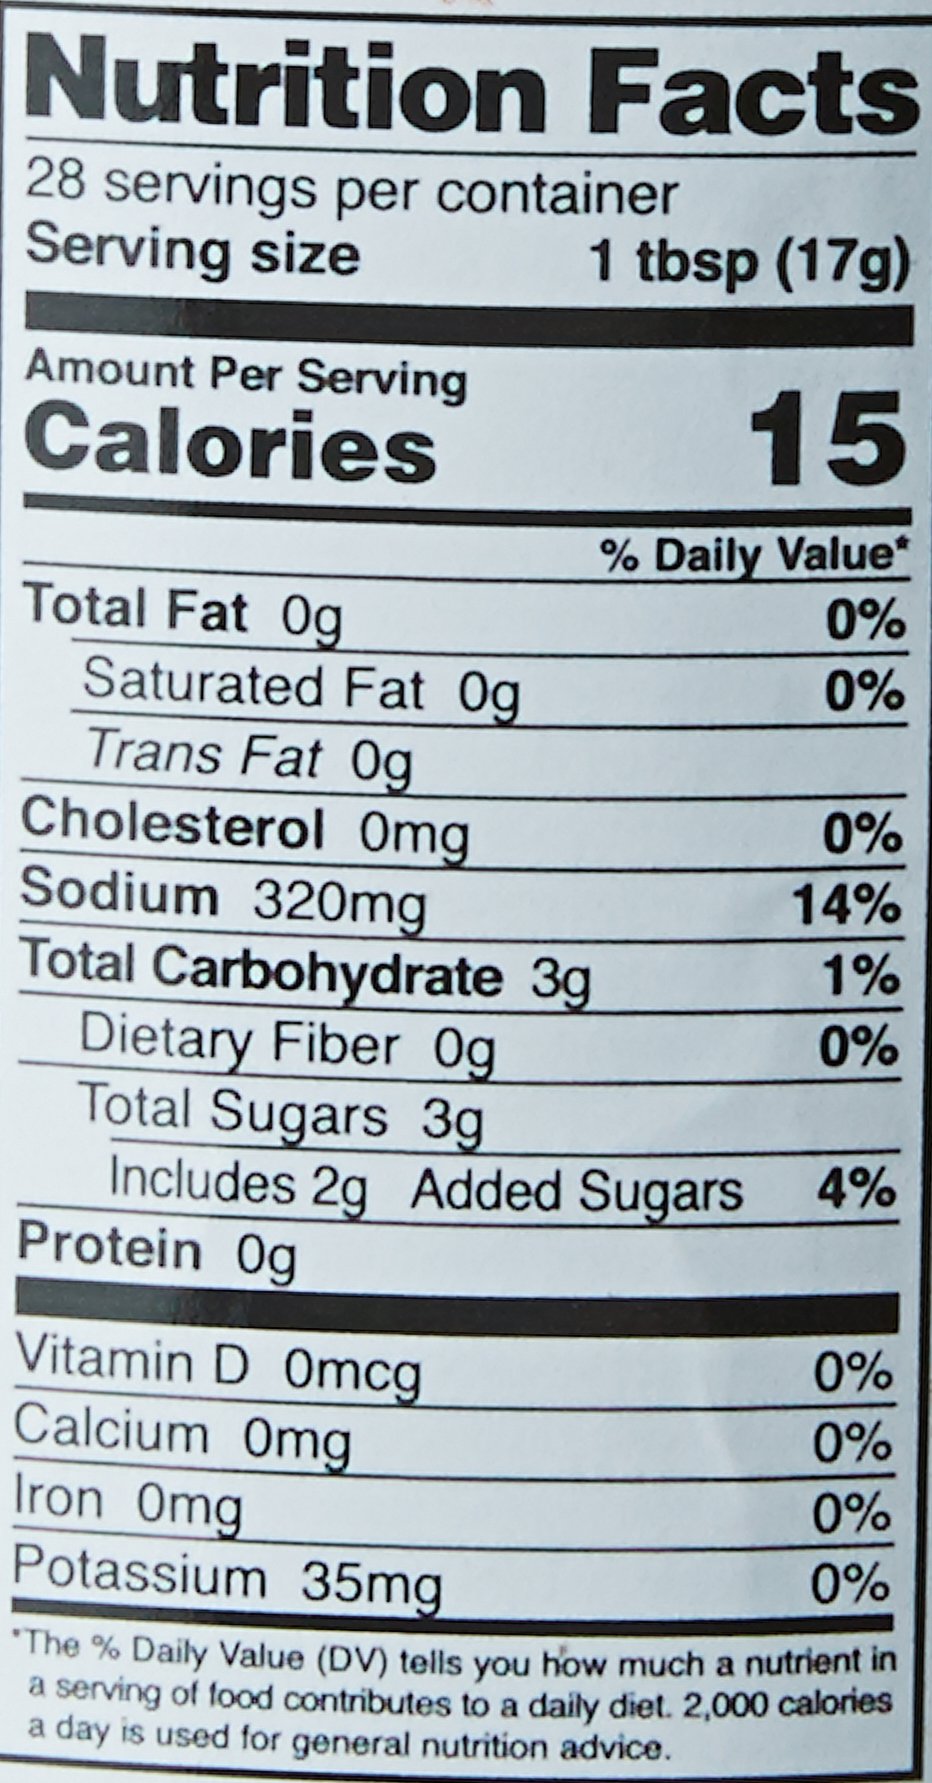 Nutrition Facts
28 servings per container
Serving size 1 tbsp (17g)
Amount Per Serving
Calories 15
% Daily Value*
Total Fat 0g 0%
Saturated Fat 0g 0%
Trans Fat 0g
Cholesterol 0mg 0%
Sodium 320mg 14%
Total Carbohydrate 3g 1%
Dietary Fiber 0g 0%
Total Sugars 3g
Includes 2g Added Sugars 4%
Protein 0g
Vitamin D 0mcg 0%
Calcium 0mg 0%
Iron 0mg 0%
Potassium 35mg 0%
*The % Daily Value (DV) tells you how much a nutrient in
a serving of food contributes to a daily diet. 2,000 calories
a day is used for general nutrition advice.